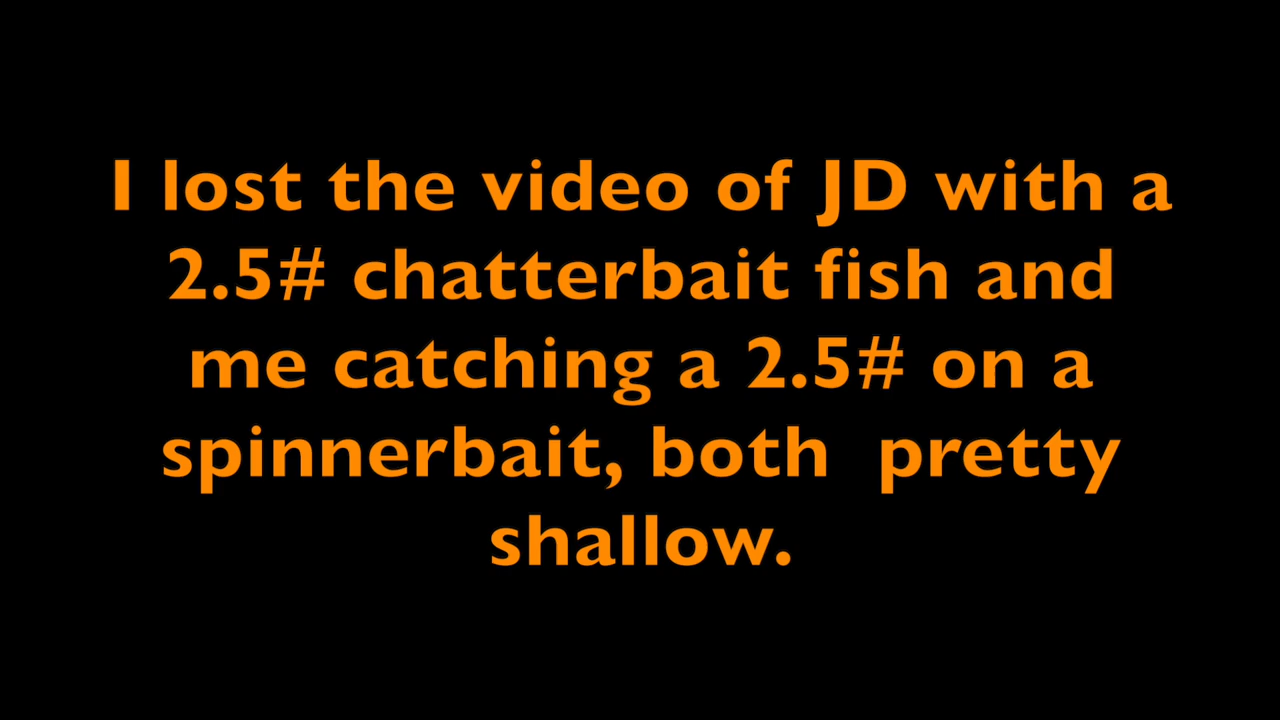 I lost the video of JD with a
2.5# chatterbait fish and
me catching a 2.5# on a
spinnerbait, both  pretty
shallow.